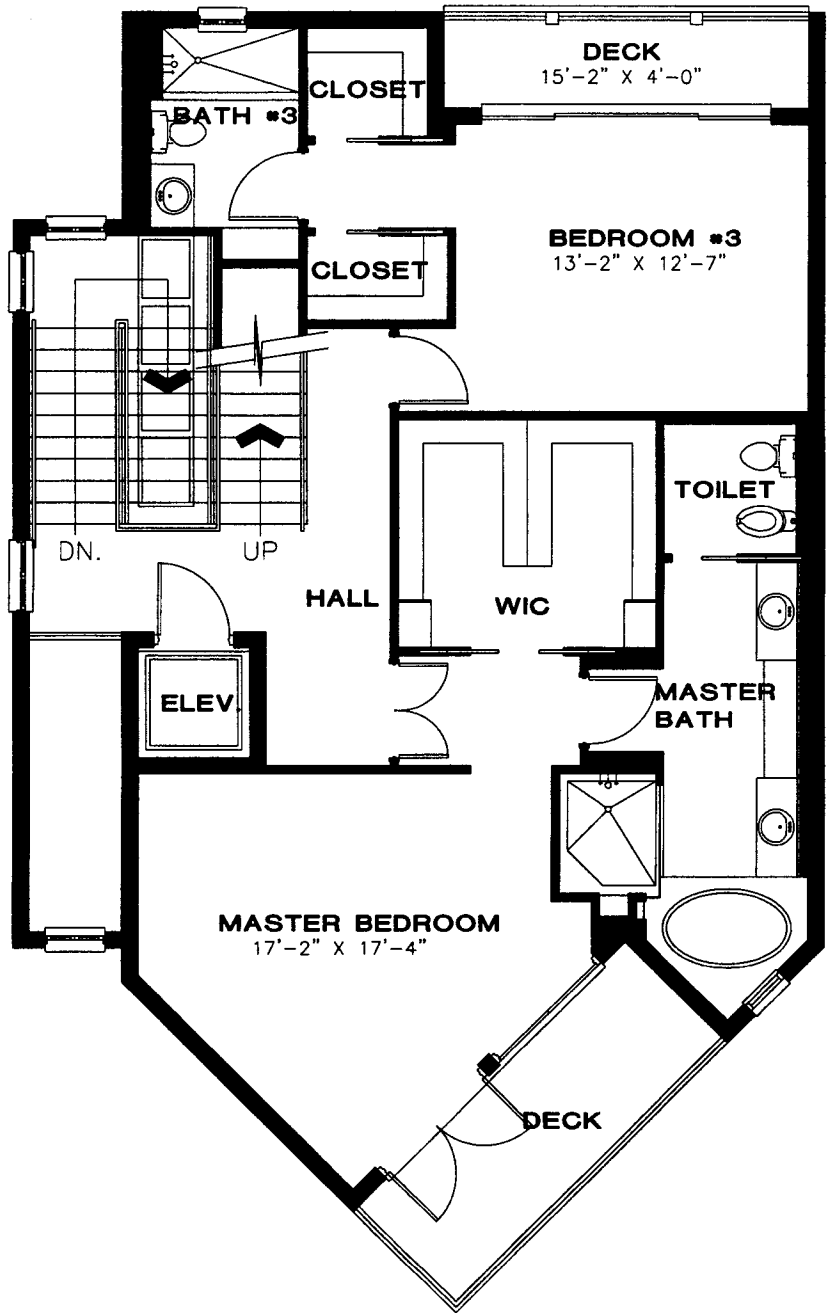 DECK
15'-2" X 4'-0"
CLOSET
BATH #3
BEDROOM #3
13'-2" X 12'-7"
CLOSET
TOILET
DN.
UP
HALL
WIC
ELEV.
MASTER
BATH
MASTER BEDROOM
17'-2" X 17'-4"
DECK